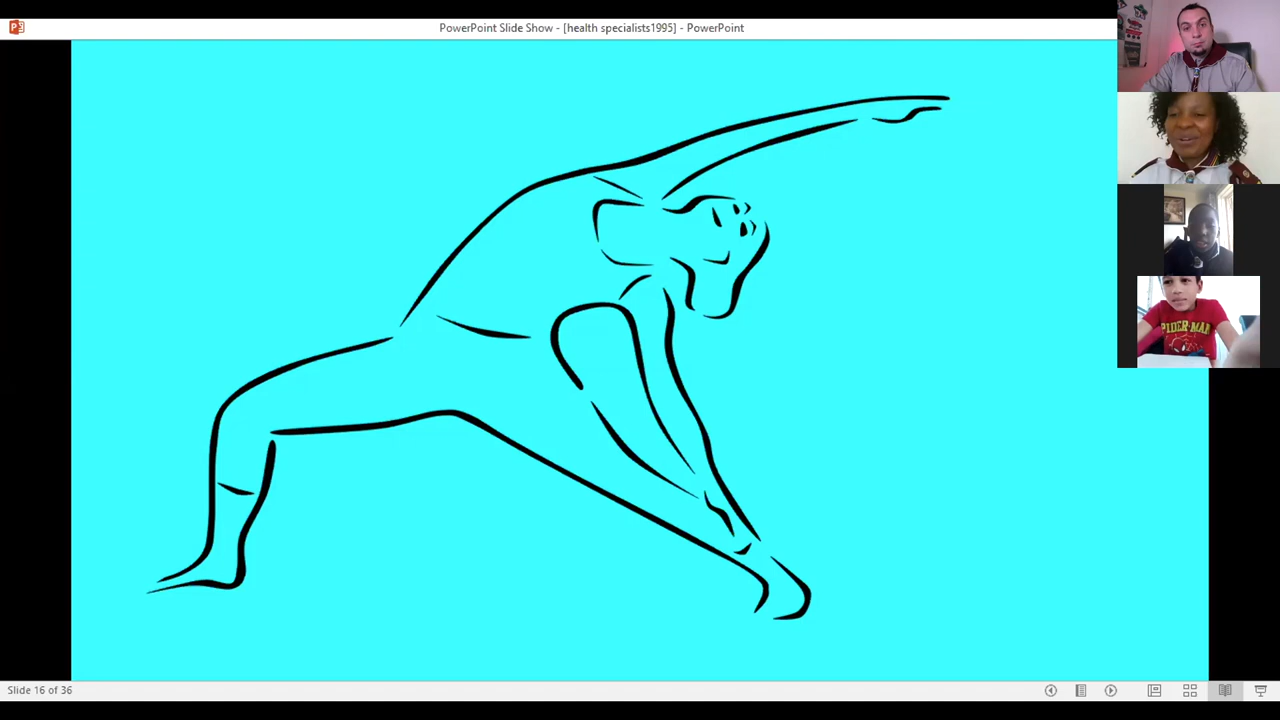 PowerPoint Slide Show - [health specialists1995] - PowerPoint
SPIDER-MAN
Slide 16 of 36